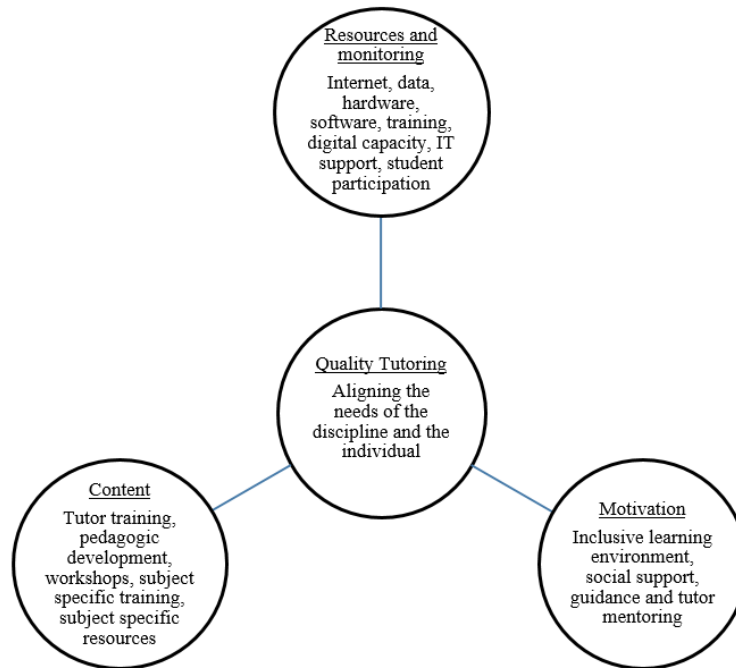 Resources and
monitoring
Internet, data,
hardware,
software, training,
digital capacity, IT
support, student
participation
Quality Tutoring
Aligning the
needs of the
discipline and the
individual
Content
Tutor training,
pedagogic
development,
workshops, subject
specific training,
subject specific
resources
Motivation
Inclusive learning
environment,
social support,
guidance and tutor
mentoring